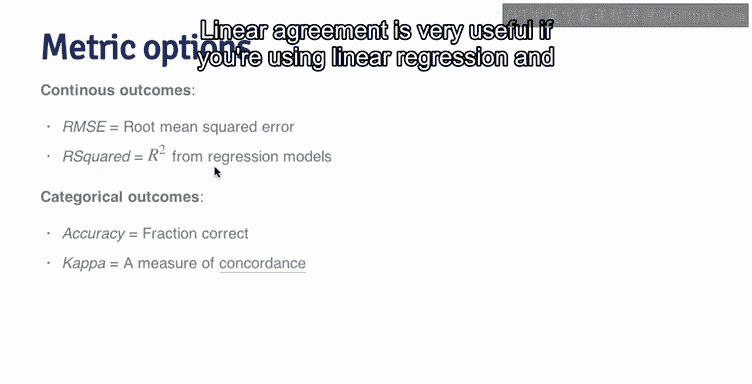 Linear agreement is very useful if
you're using linear regression and
Metric options
Continous outcomes:
· RMSE = Root mean squared error
· RSquared = R² from regression models
Categorical outcomes:
· Accuracy = Fraction correct
· Kappa = A measure of concordance